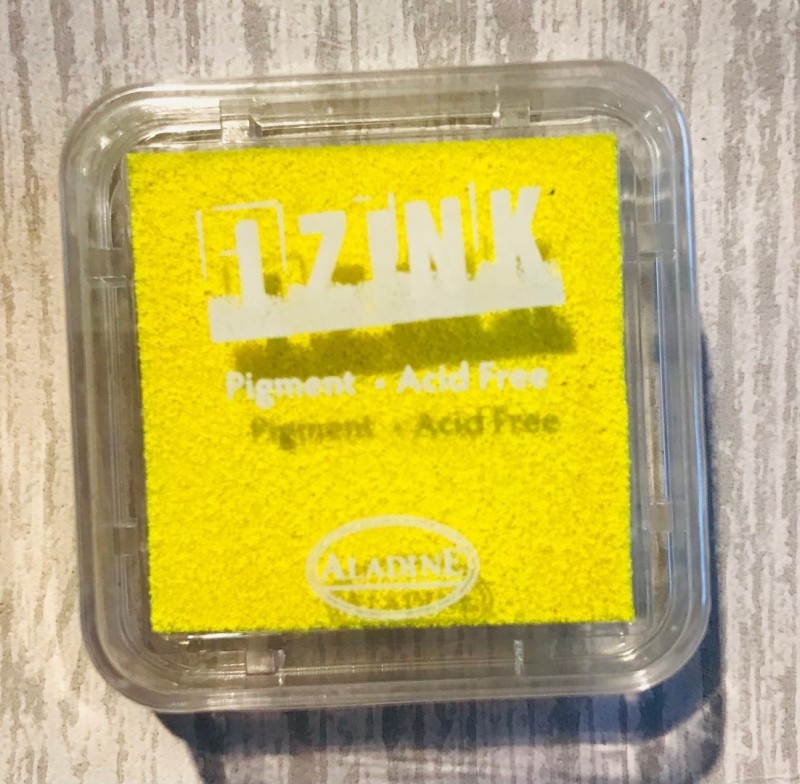 IZINK
Pigment • Acid Free
ALADINE